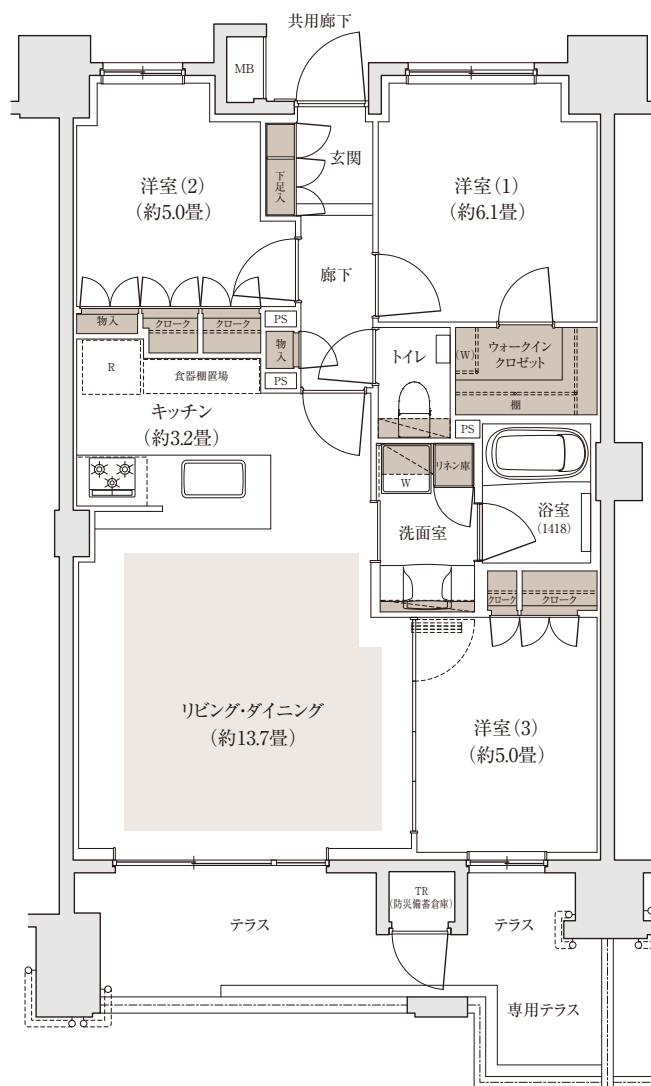 共用廊下
MB
玄関
下足入
洋室(2)
(約5.0畳)
洋室(1)
(約6.1畳)
廊下
物入
クローク
クローク
PS
物入
PS
R
食器棚置場
トイレ
(W)
ウォークイン
クロゼット
棚
キッチン
(約3.2畳)
PS
リネン庫
W
洗面室
浴室
(1418)
クローク
クローク
リビング・ダイニング
(約13.7畳)
洋室(3)
(約5.0畳)
TR
(防災備蓄倉庫)
テラス
テラス
専用テラス